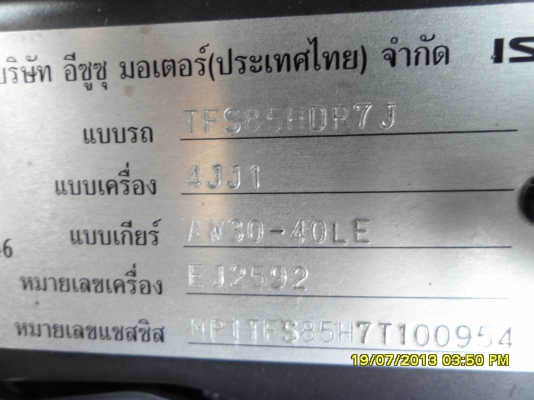 บริษัท อีซูซุ มอเตอร์(ประเทศไทย) จำกัด IS
แบบรถ TFS85HDR7J
แบบเครื่อง 4JJ1
แบบเกียร์ AW30-40LE
หมายเลขเครื่อง EJ2592
หมายเลขแชสซิส MP1TFS85H7T100954
19/07/2013 03:50 PM